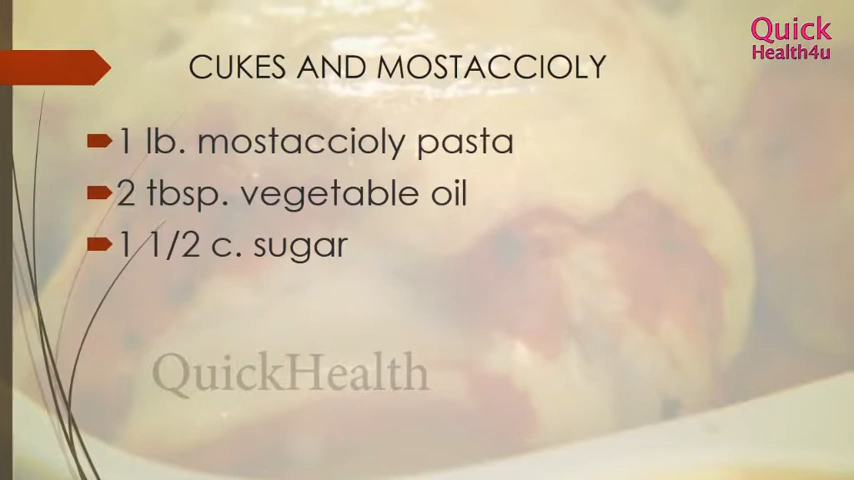 Quick
Health4u
CUKES AND MOSTACCIOLY
1 lb. mostaccioly pasta
2 tbsp. vegetable oil
1 1/2 c. sugar
QuickHealth